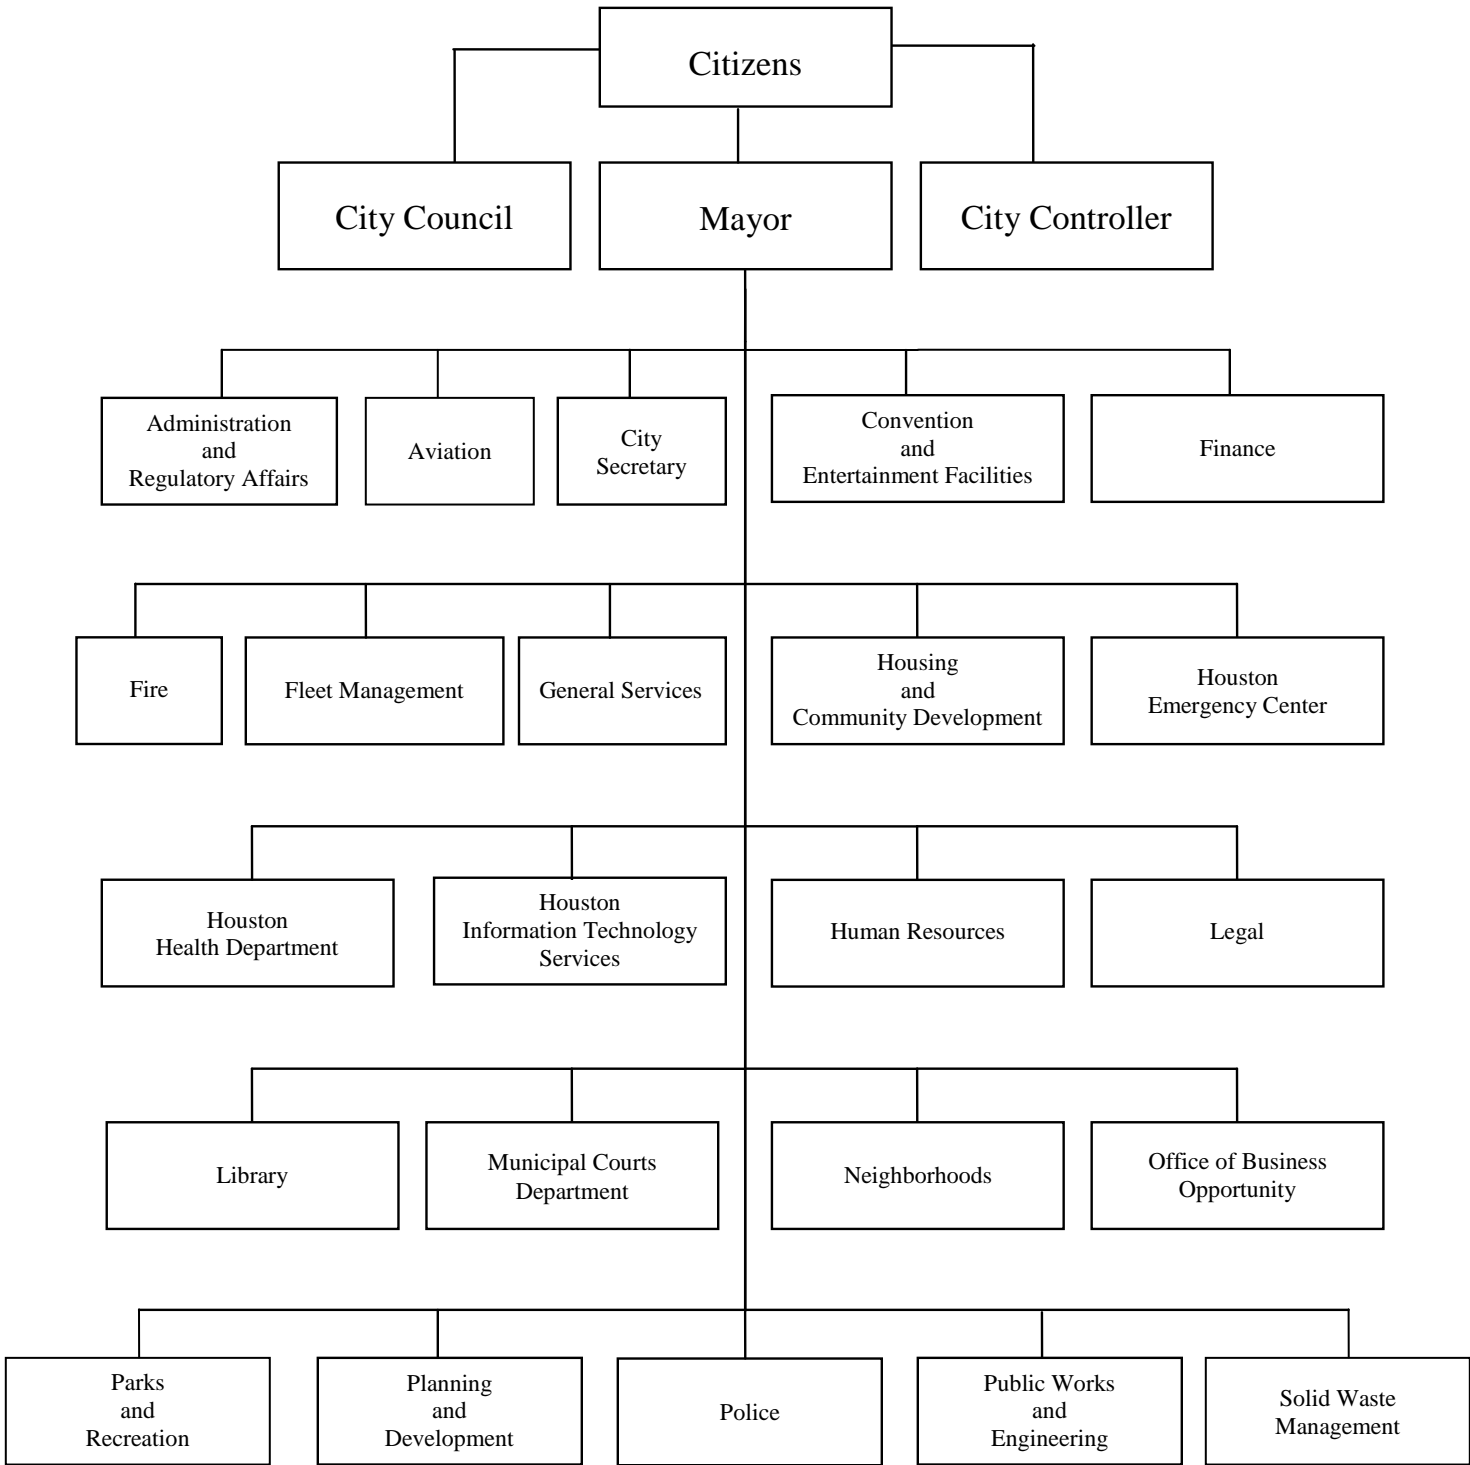 Citizens
City Council
Mayor
City Controller
Administration
and
Regulatory Affairs
Aviation
City
Secretary
Convention
and
Entertainment Facilities
Finance
Fire
Fleet Management
General Services
Housing
and
Community Development
Houston
Emergency Center
Houston
Health Department
Houston
Information Technology
Services
Human Resources
Legal
Library
Municipal Courts
Department
Neighborhoods
Office of Business
Opportunity
Parks
and
Recreation
Planning
and
Development
Police
Public Works
and
Engineering
Solid Waste
Management